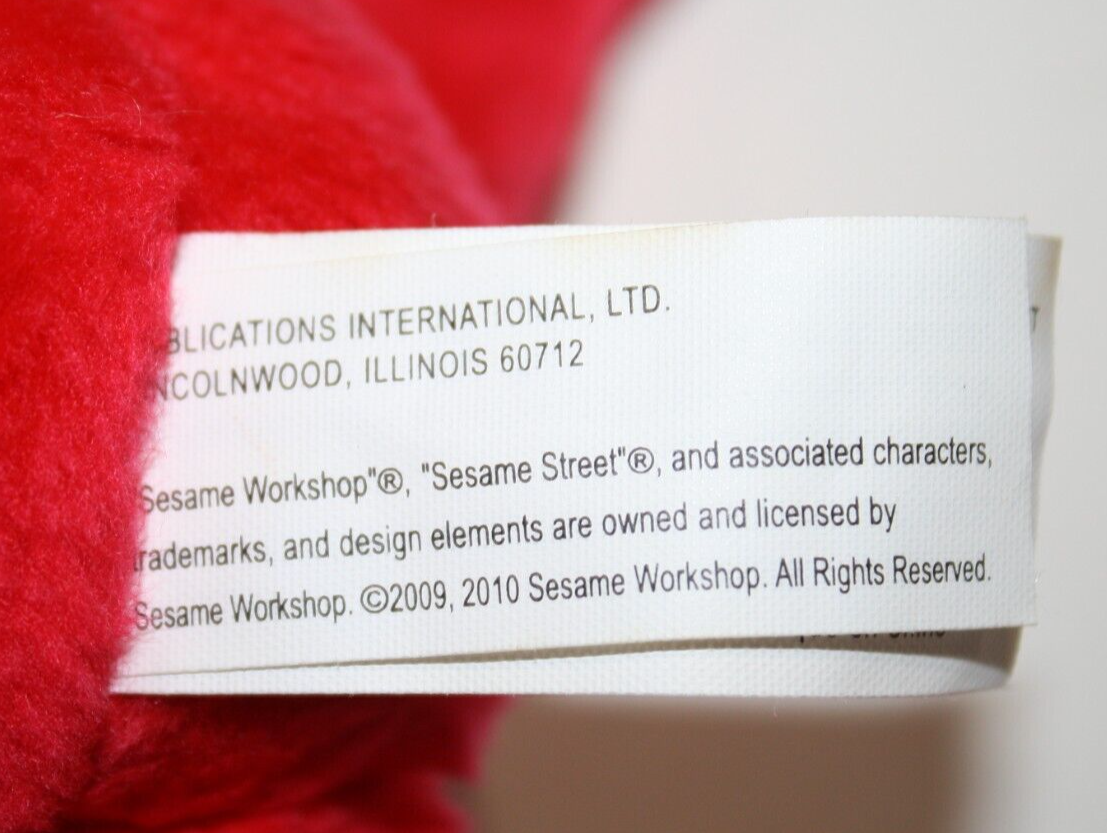 BLICATIONS INTERNATIONAL, LTD.
NCOLNWOOD, ILLINOIS 60712
Sesame Workshop"®, "Sesame Street"®, and associated characters,
trademarks, and design elements are owned and licensed by
Sesame Workshop. ©2009, 2010 Sesame Workshop. All Rights Reserved.